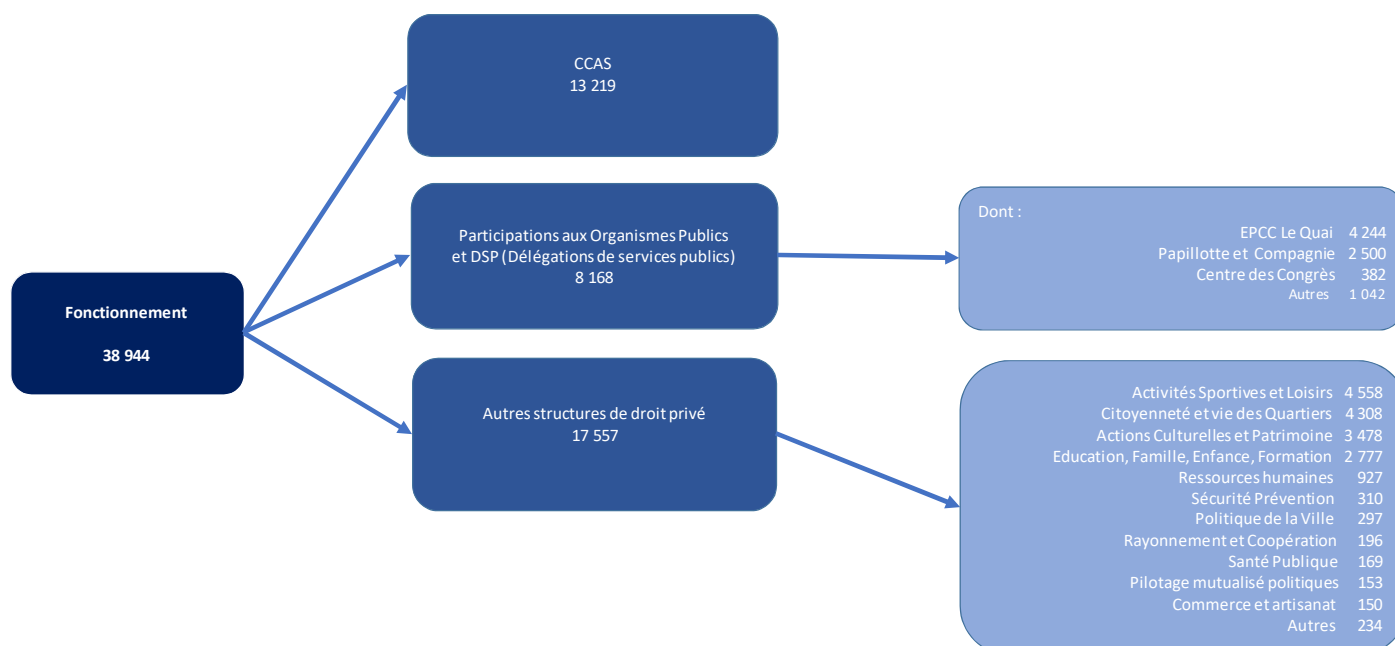 CCAS
13 219
Participations aux Organismes Publics
et DSP (Délégations de services publics)
8 168
Dont :
EPCC Le Quai 4 244
Papillotte et Compagnie 2 500
Centre des Congrès 382
Autres 1 042
Fonctionnement
38 944
Autres structures de droit privé
17 557
Activités Sportives et Loisirs 4 558
Citoyenneté et vie des Quartiers 4 308
Actions Culturelles et Patrimoine 3 478
Education, Famille, Enfance, Formation 2 777
Ressources humaines 927
Sécurité Prévention 310
Politique de la Ville 297
Rayonnement et Coopération 196
Santé Publique 169
Pilotage mutualisé politiques 153
Commerce et artisanat 150
Autres 234